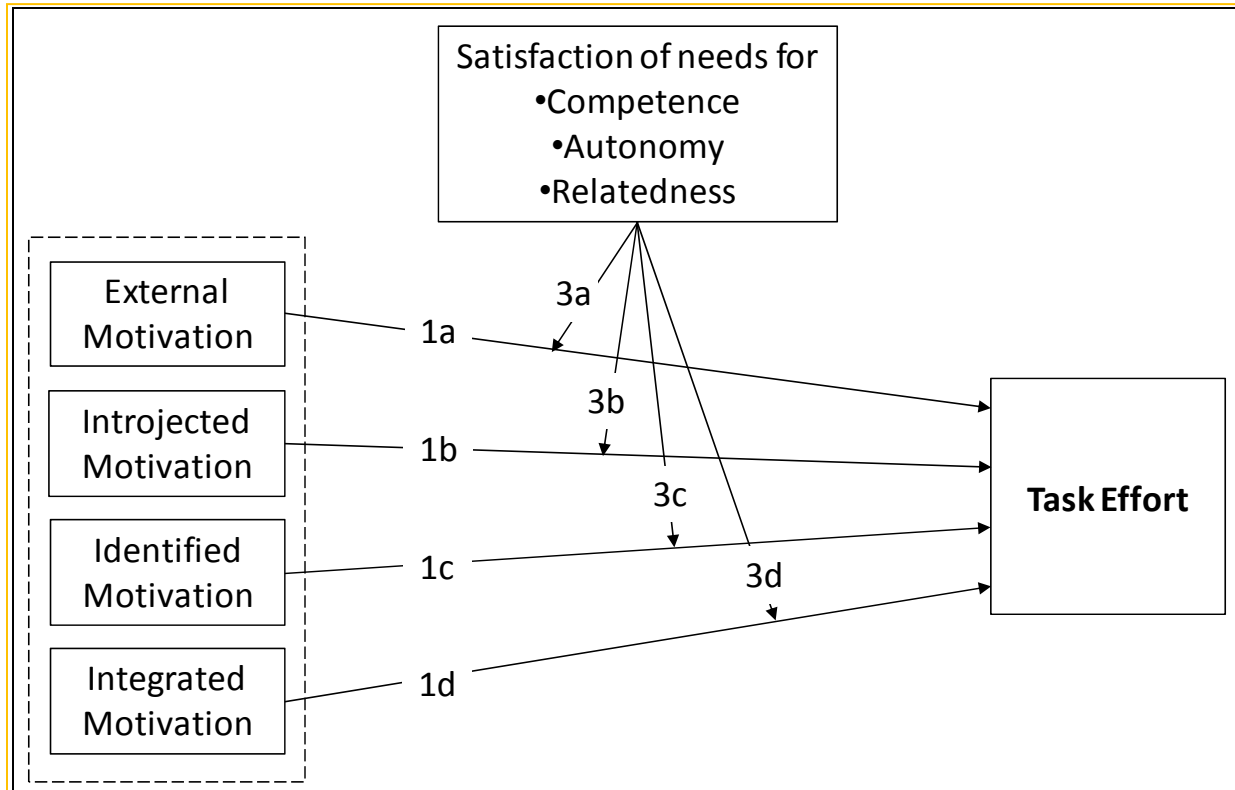 Satisfaction of needs for
•Competence
•Autonomy
•Relatedness
External
Motivation
3a
1a
Introjected
Motivation
3b
1b
3c
Task Effort
Identified
Motivation
1c
3d
Integrated
Motivation
1d